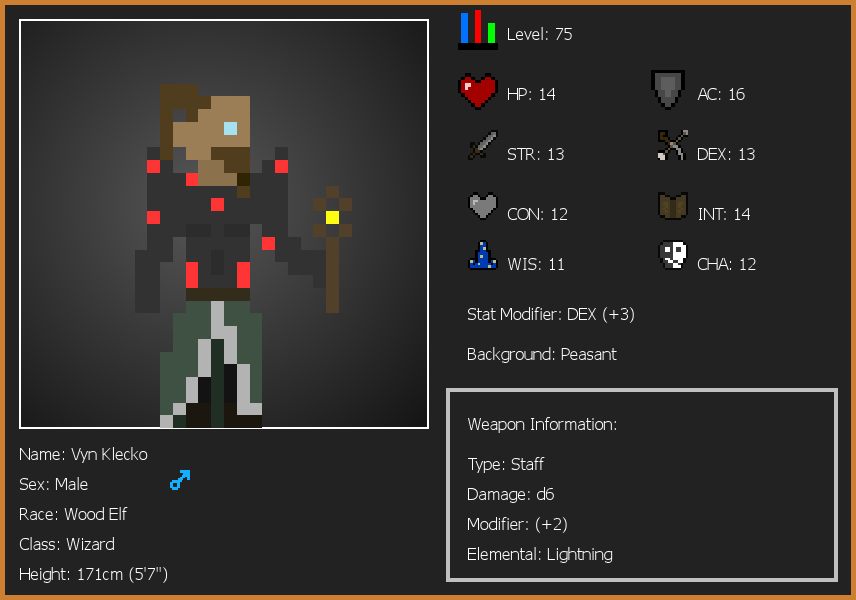 Level: 75
HP: 14
AC: 16
STR: 13
DEX: 13
CON: 12
INT: 14
WIS: 11
CHA: 12
Stat Modifier: DEX (+3)
Background: Peasant
Weapon Information:
Type: Staff
Damage: d6
Modifier: (+2)
Elemental: Lightning
Name: Vyn Klecko
Sex: Male
Race: Wood Elf
Class: Wizard
Height: 171cm (5'7")